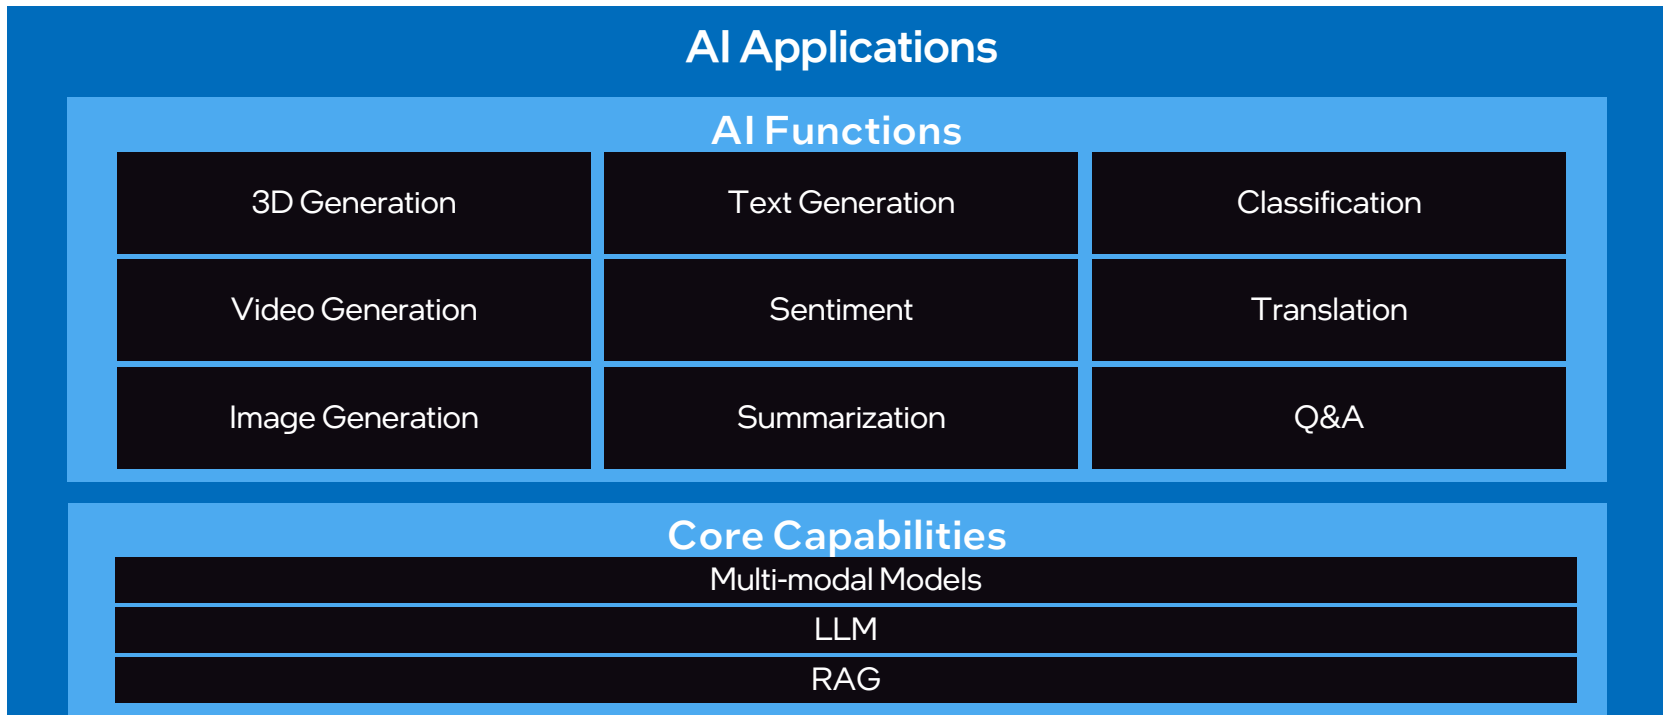 AI Applications
AI Functions
3D Generation
Text Generation
Classification
Video Generation
Sentiment
Translation
Image Generation
Summarization
Q&A
Core Capabilities
Multi-modal Models
LLM
RAG